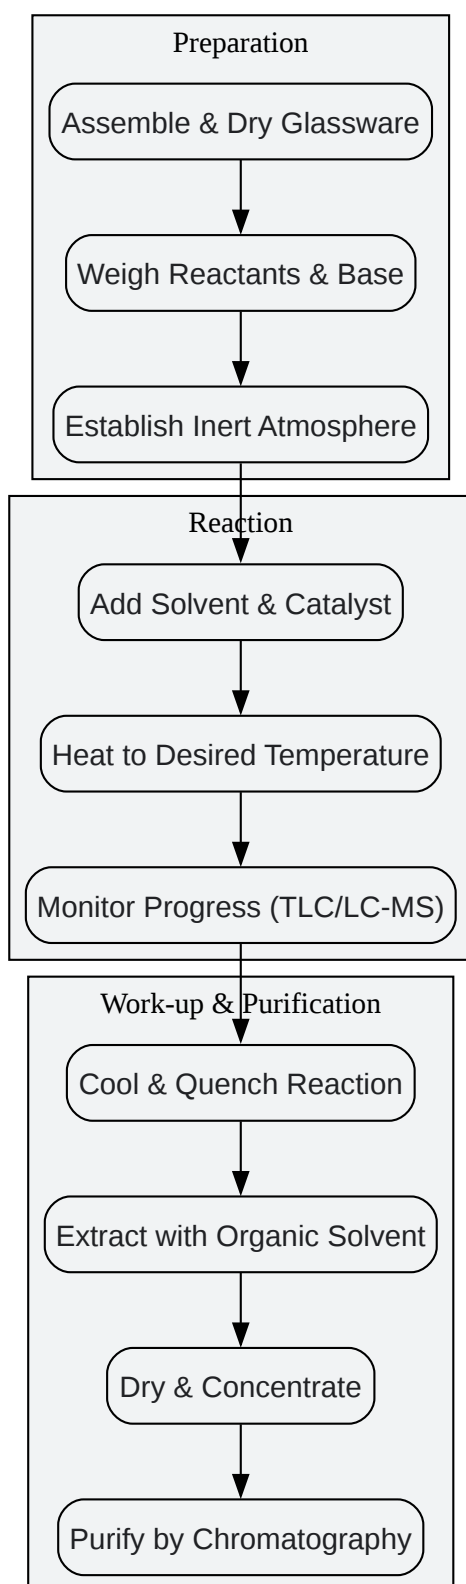 Preparation
Assemble & Dry Glassware
Weigh Reactants & Base
Establish Inert Atmosphere
Reaction
Add Solvent & Catalyst
Heat to Desired Temperature
Monitor Progress (TLC/LC-MS)
Work-up & Purification
Cool & Quench Reaction
Extract with Organic Solvent
Dry & Concentrate
Purify by Chromatography